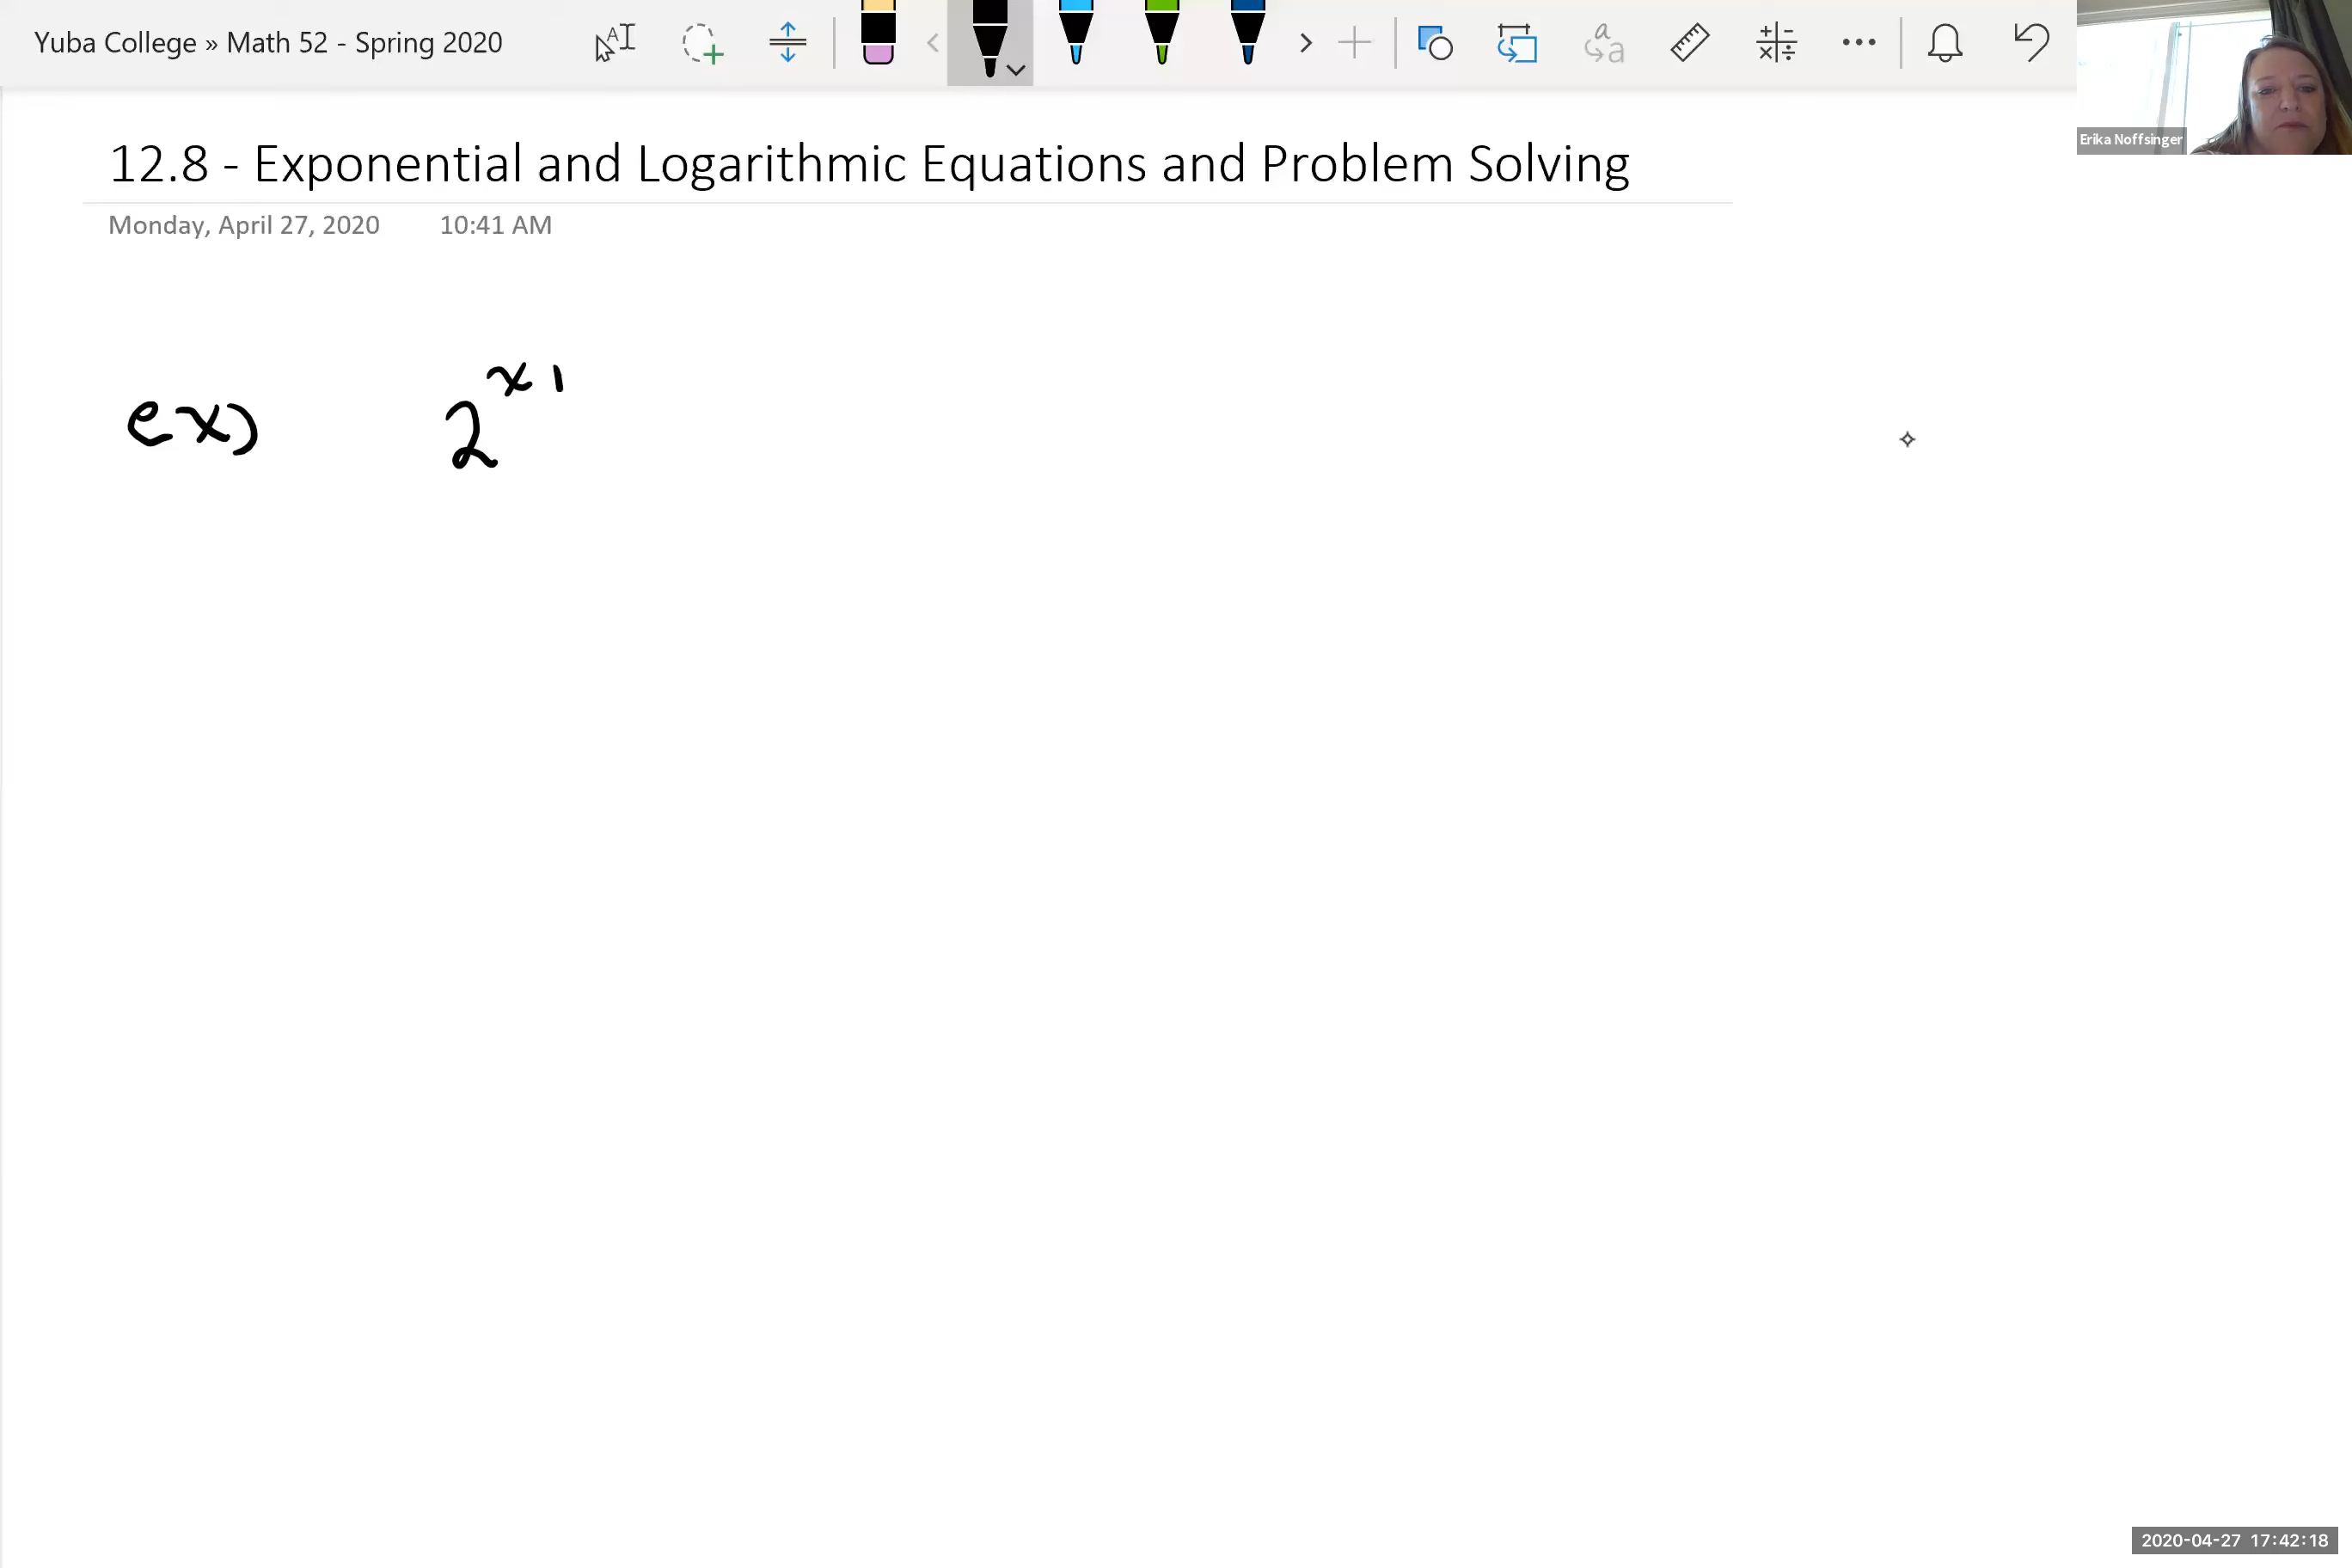 Yuba College » Math 52 - Spring 2020
Erika Noffsinger
12.8 - Exponential and Logarithmic Equations and Problem Solving
Monday, April 27, 2020 10:41 AM
ex) 2^x 1
2020-04-27 17:42:18